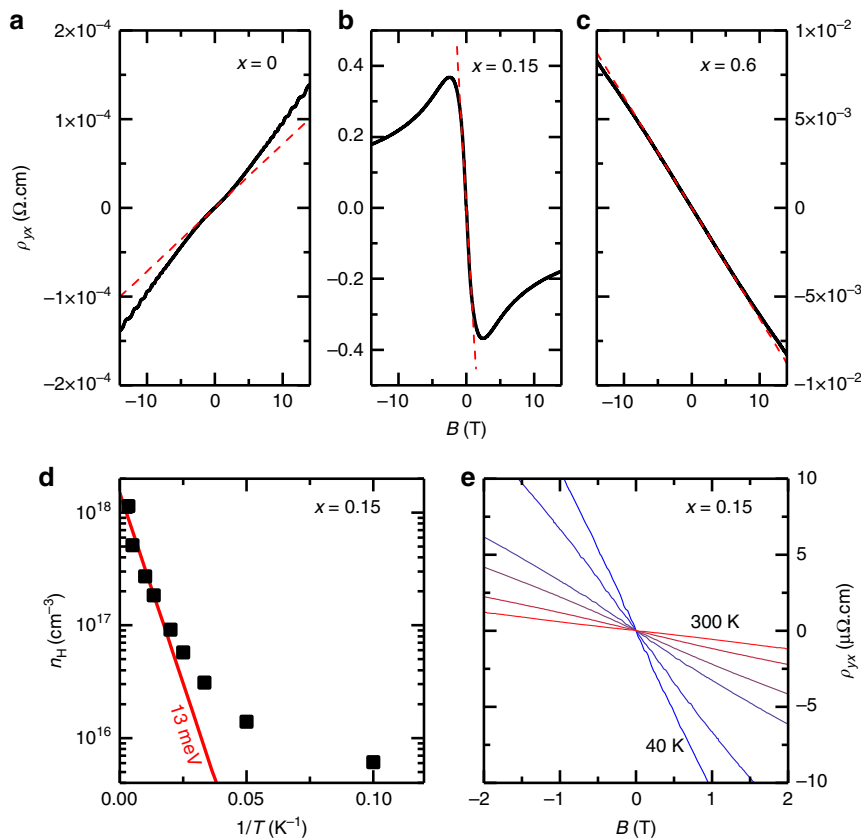 a
x = 0
2×10⁻⁴
1×10⁻⁴
0
−1×10⁻⁴
−2×10⁻⁴
ρyx (Ω.cm)
−10 0 10
b
x = 0.15
0.4
0.2
0.0
−0.2
−0.4
−10 0 10
B (T)
c
x = 0.6
1×10⁻²
5×10⁻³
0
−5×10⁻³
−1×10⁻²
ρyx (Ω.cm)
−10 0 10
d
x = 0.15
10¹⁸
10¹⁷
10¹⁶
nH (cm⁻³)
13 meV
0.00 0.05 0.10
1/T (K⁻¹)
e
x = 0.15
10
5
0
−5
−10
ρyx (μΩ.cm)
300 K
40 K
−2 −1 0 1 2
B (T)